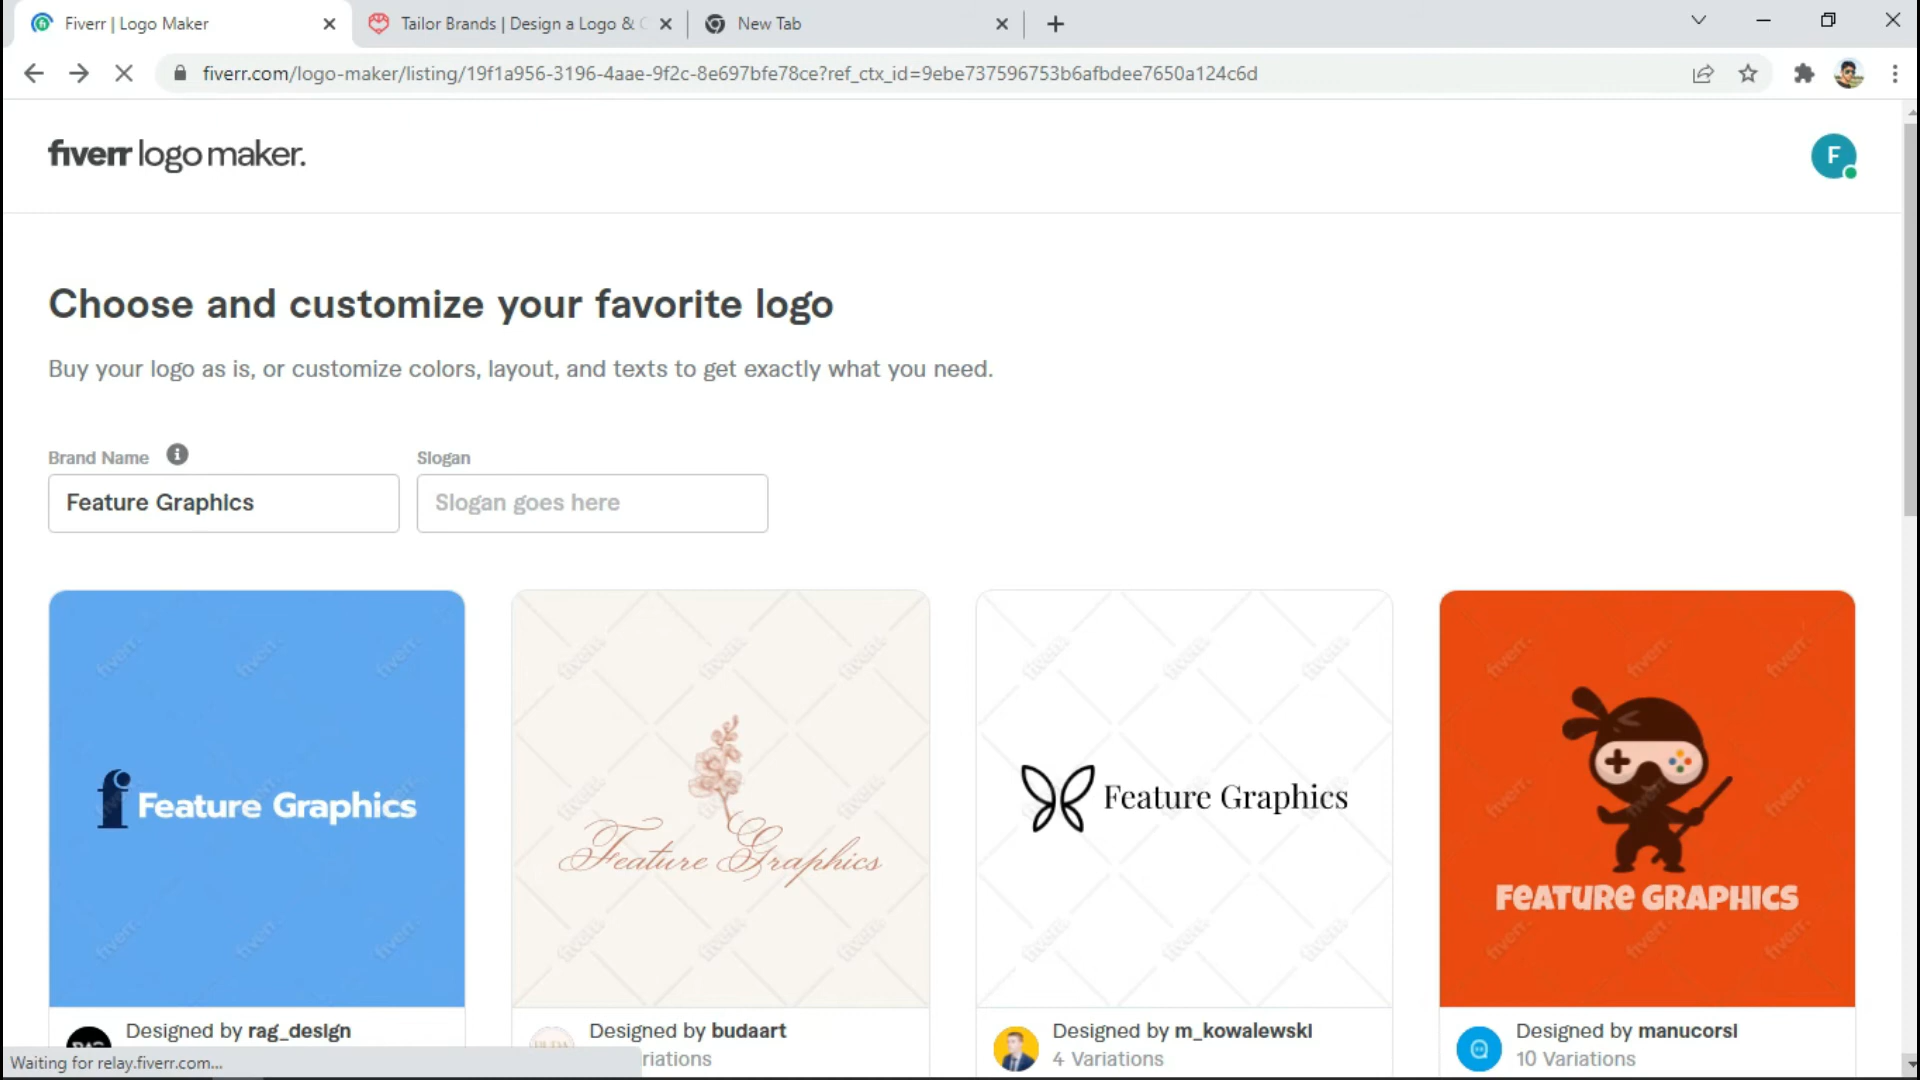 Fiverr | Logo Maker
Tailor Brands | Design a Logo &
New Tab
fiverr.com/logo-maker/listing/19f1a956-3196-4aae-9f2c-8e697bfe78ce?ref_ctx_id=9ebe737596753b6afbdee7650a124c6d
fiverr logo maker.
F
Choose and customize your favorite logo
Buy your logo as is, or customize colors, layout, and texts to get exactly what you need.
Brand Name
Slogan
Feature Graphics
Slogan goes here
f Feature Graphics
Feature Graphics
Feature Graphics
FEATURE GRAPHICS
fiverr.
Designed by rag_design
Designed by budaart
riations
Designed by m_kowalewski
4 Variations
Designed by manucorsi
10 Variations
Waiting for relay.fiverr.com...